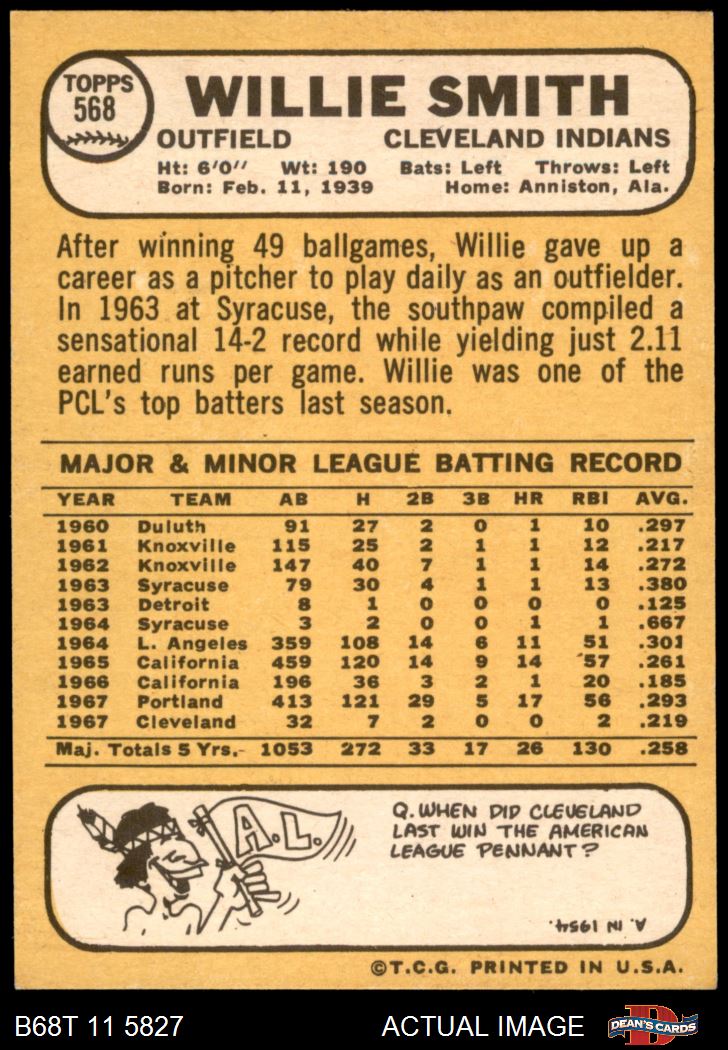 TOPPS
568
WILLIE SMITH
OUTFIELD CLEVELAND INDIANS
Ht: 6'0" Wt: 190 Bats: Left Throws: Left
Born: Feb. 11, 1939 Home: Anniston, Ala.
After winning 49 ballgames, Willie gave up a
career as a pitcher to play daily as an outfielder.
In 1963 at Syracuse, the southpaw compiled a
sensational 14-2 record while yielding just 2.11
earned runs per game. Willie was one of the
PCL's top batters last season.
MAJOR & MINOR LEAGUE BATTING RECORD
YEAR TEAM AB H 2B 3B HR RBI AVG.
1960 Duluth 91 27 2 0 1 10 .297
1961 Knoxville 115 25 2 1 1 12 .217
1962 Knoxville 147 40 7 1 1 14 .272
1963 Syracuse 79 30 4 1 1 13 .380
1963 Detroit 8 1 0 0 0 0 .125
1964 Syracuse 3 2 0 0 1 1 .667
1964 L. Angeles 359 108 14 6 11 51 .301
1965 California 459 120 14 9 14 57 .261
1966 California 196 36 3 2 1 20 .185
1967 Portland 413 121 29 5 17 56 .293
1967 Cleveland 32 7 2 0 0 2 .219
Maj. Totals 5 Yrs. 1053 272 33 17 26 130 .258
A.L.
Q. WHEN DID CLEVELAND
LAST WIN THE AMERICAN
LEAGUE PENNANT?
A. IN 1954.
©T.C.G. PRINTED IN U.S.A.
B68T 11 5827 ACTUAL IMAGE
D
DEAN'S CARDS